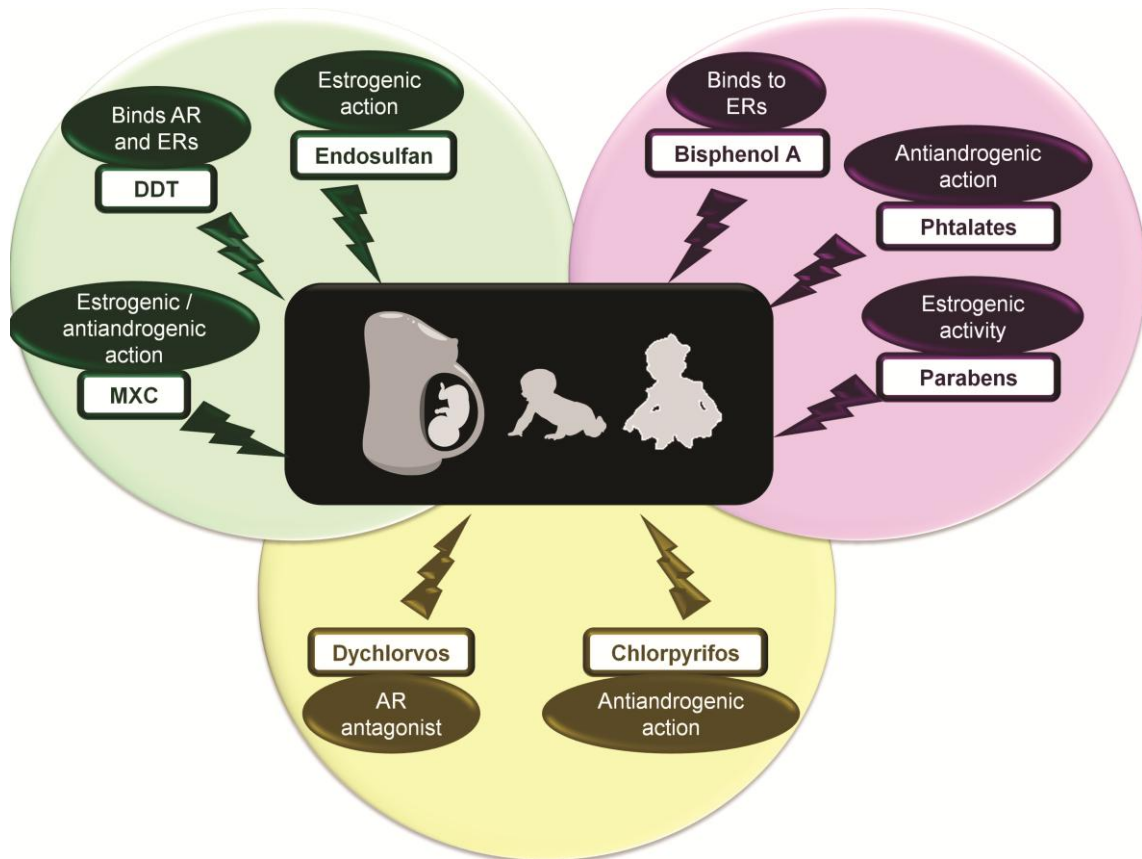 Estrogenic
action
Endosulfan
Binds AR
and ERs
DDT
Estrogenic /
antiandrogenic
action
MXC
Binds to
ERs
Bisphenol A
Antiandrogenic
action
Phtalates
Estrogenic
activity
Parabens
Dychlorvos
AR
antagonist
Chlorpyrifos
Antiandrogenic
action